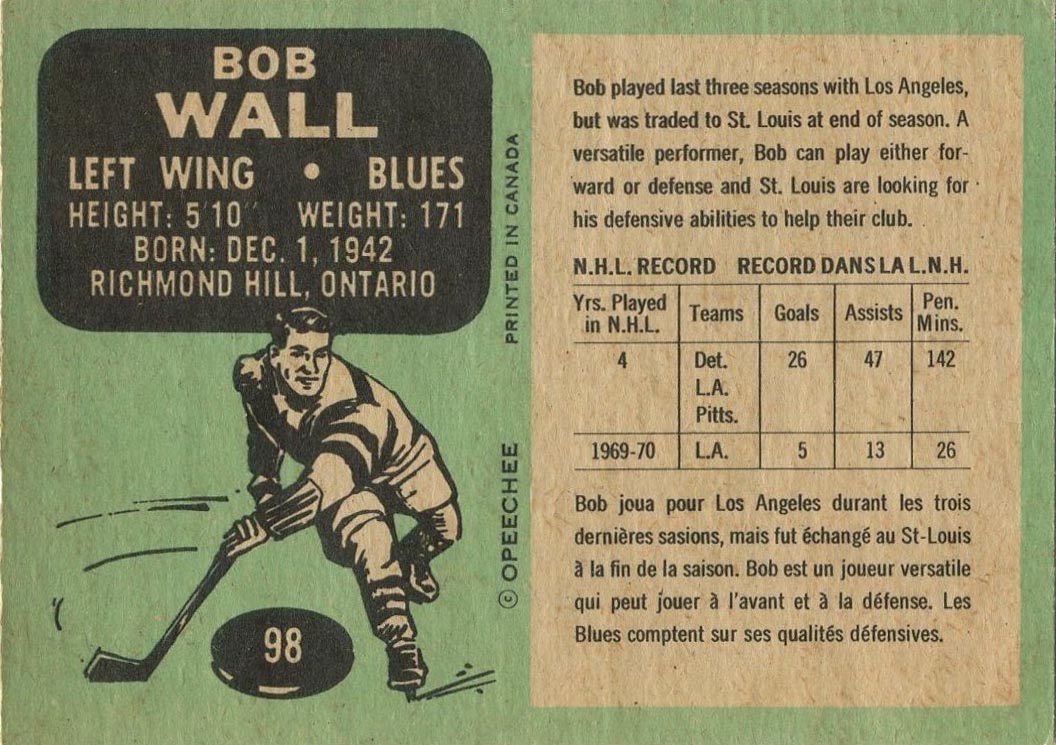 BOB
WALL
LEFT WING • BLUES
HEIGHT: 5'10" WEIGHT: 171
BORN: DEC. 1, 1942
RICHMOND HILL, ONTARIO
98
© OPEECHEE PRINTED IN CANADA
Bob played last three seasons with Los Angeles,
but was traded to St. Louis at end of season. A
versatile performer, Bob can play either for-
ward or defense and St. Louis are looking for
his defensive abilities to help their club.
N.H.L. RECORD RECORD DANS LA L.N.H.
Yrs. Played in N.H.L. Teams Goals Assists Pen. Mins.
4 Det. 26 47 142
L.A.
Pitts.
1969-70 L.A. 5 13 26
Bob joua pour Los Angeles durant les trois
dernières sasions, mais fut échangé au St-Louis
à la fin de la saison. Bob est un joueur versatile
qui peut jouer à l'avant et à la défense. Les
Blues comptent sur ses qualités défensives.